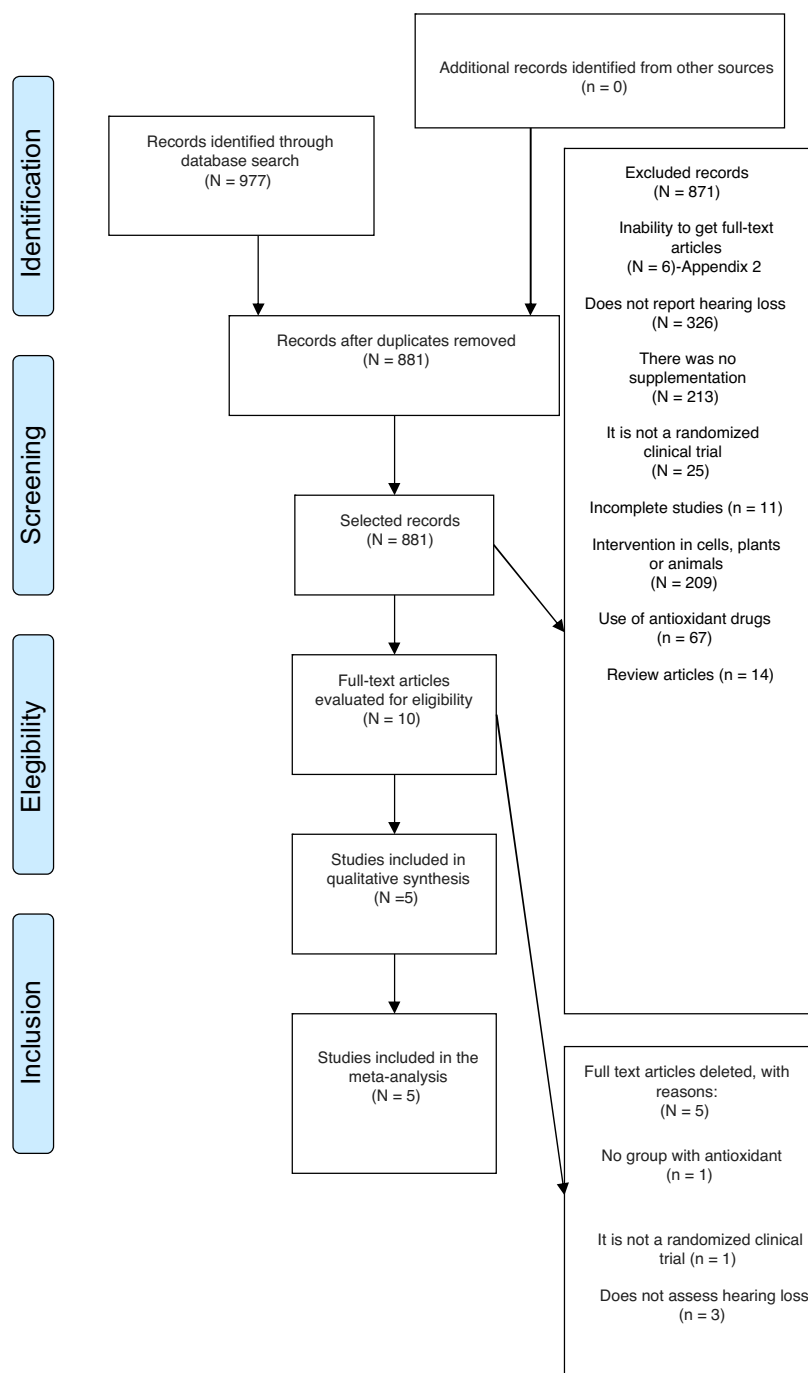 Identification
Additional records identified from other sources
(n = 0)
Records identified through
database search
(N = 977)
Records after duplicates removed
(N = 881)
Screening
Selected records
(N = 881)
Excluded records
(N = 871)
Inability to get full-text
articles
(N = 6)-Appendix 2
Does not report hearing loss
(N = 326)
There was no
supplementation
(N = 213)
It is not a randomized
clinical trial
(N = 25)
Incomplete studies (n = 11)
Intervention in cells, plants
or animals
(N = 209)
Use of antioxidant drugs
(n = 67)
Review articles (n = 14)
Elegibility
Full-text articles
evaluated for eligibility
(N = 10)
Studies included in
qualitative synthesis
(N =5)
Inclusion
Studies included in the
meta-analysis
(N = 5)
Full text articles deleted, with
reasons:
(N = 5)
No group with antioxidant
(n = 1)
It is not a randomized clinical
trial (n = 1)
Does not assess hearing loss
(n = 3)